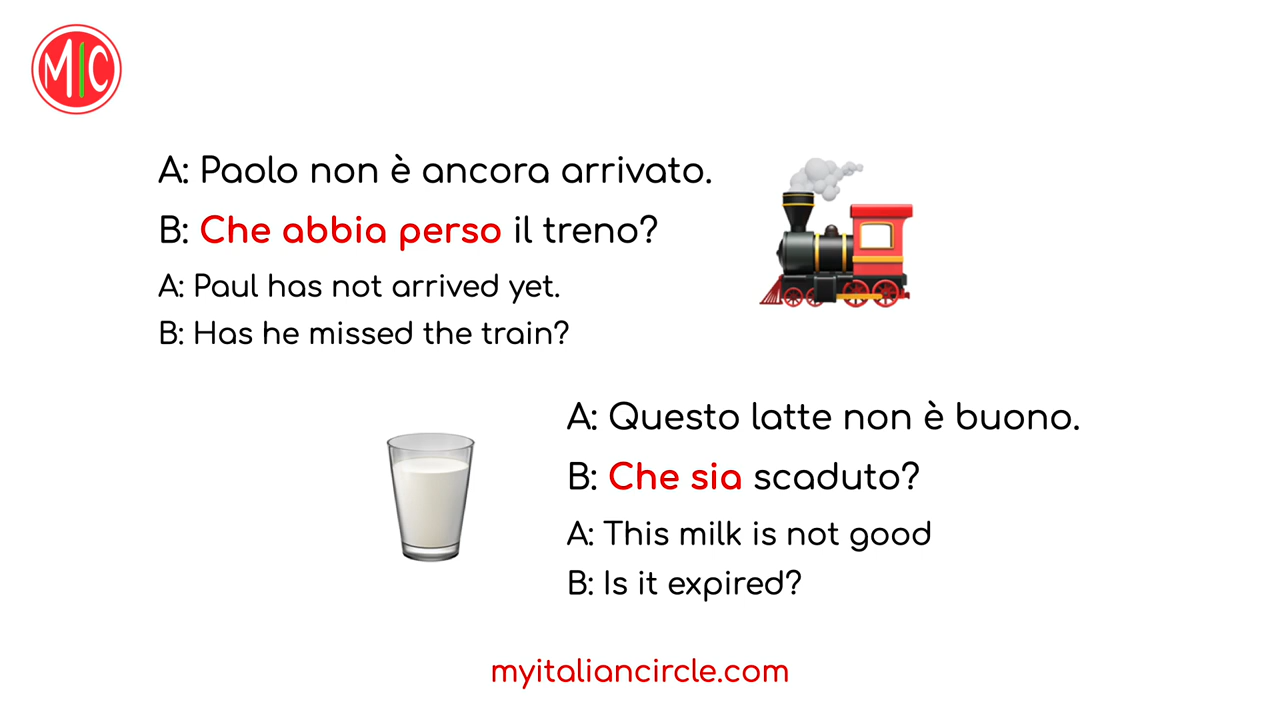 MIC
A: Paolo non è ancora arrivato.
B: Che abbia perso il treno?
A: Paul has not arrived yet.
B: Has he missed the train?
A: Questo latte non è buono.
B: Che sia scaduto?
A: This milk is not good
B: Is it expired?
myitaliancircle.com